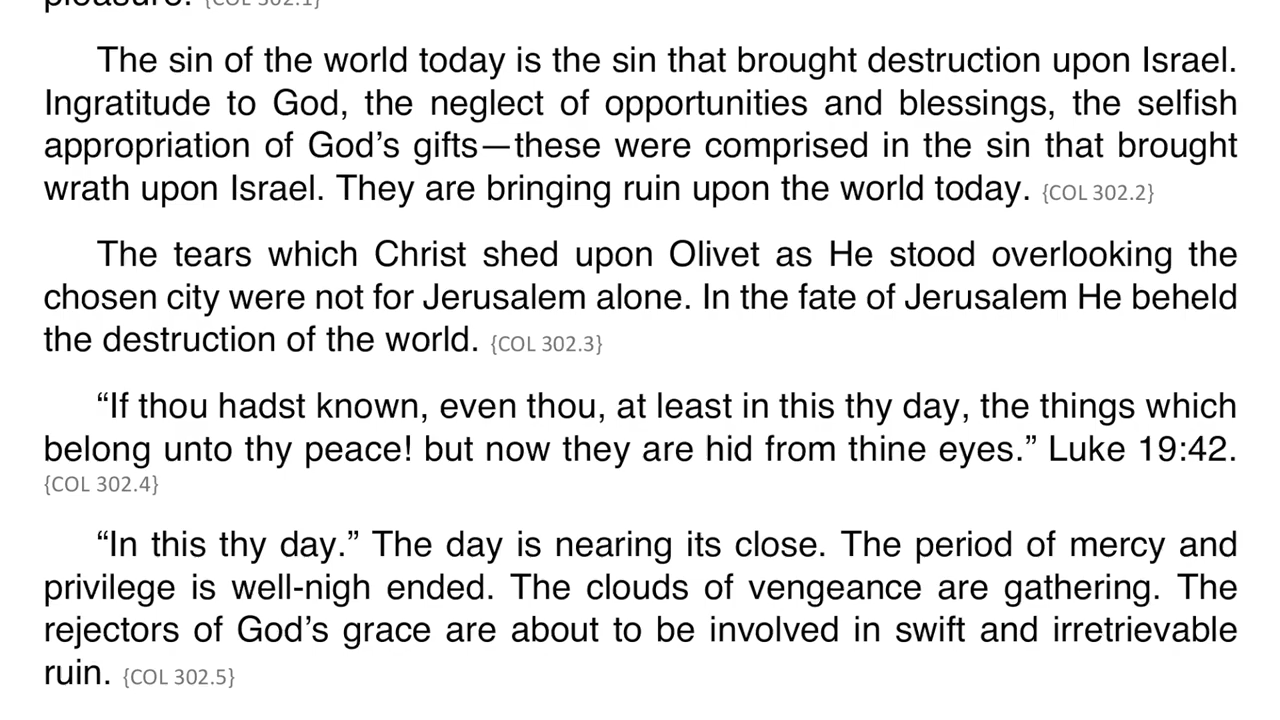 pleasure. {COL 302.1}
The sin of the world today is the sin that brought destruction upon Israel.
Ingratitude to God, the neglect of opportunities and blessings, the selfish
appropriation of God’s gifts—these were comprised in the sin that brought
wrath upon Israel. They are bringing ruin upon the world today. {COL 302.2}
The tears which Christ shed upon Olivet as He stood overlooking the
chosen city were not for Jerusalem alone. In the fate of Jerusalem He beheld
the destruction of the world. {COL 302.3}
“If thou hadst known, even thou, at least in this thy day, the things which
belong unto thy peace! but now they are hid from thine eyes.” Luke 19:42.
{COL 302.4}
“In this thy day.” The day is nearing its close. The period of mercy and
privilege is well-nigh ended. The clouds of vengeance are gathering. The
rejectors of God’s grace are about to be involved in swift and irretrievable
ruin. {COL 302.5}